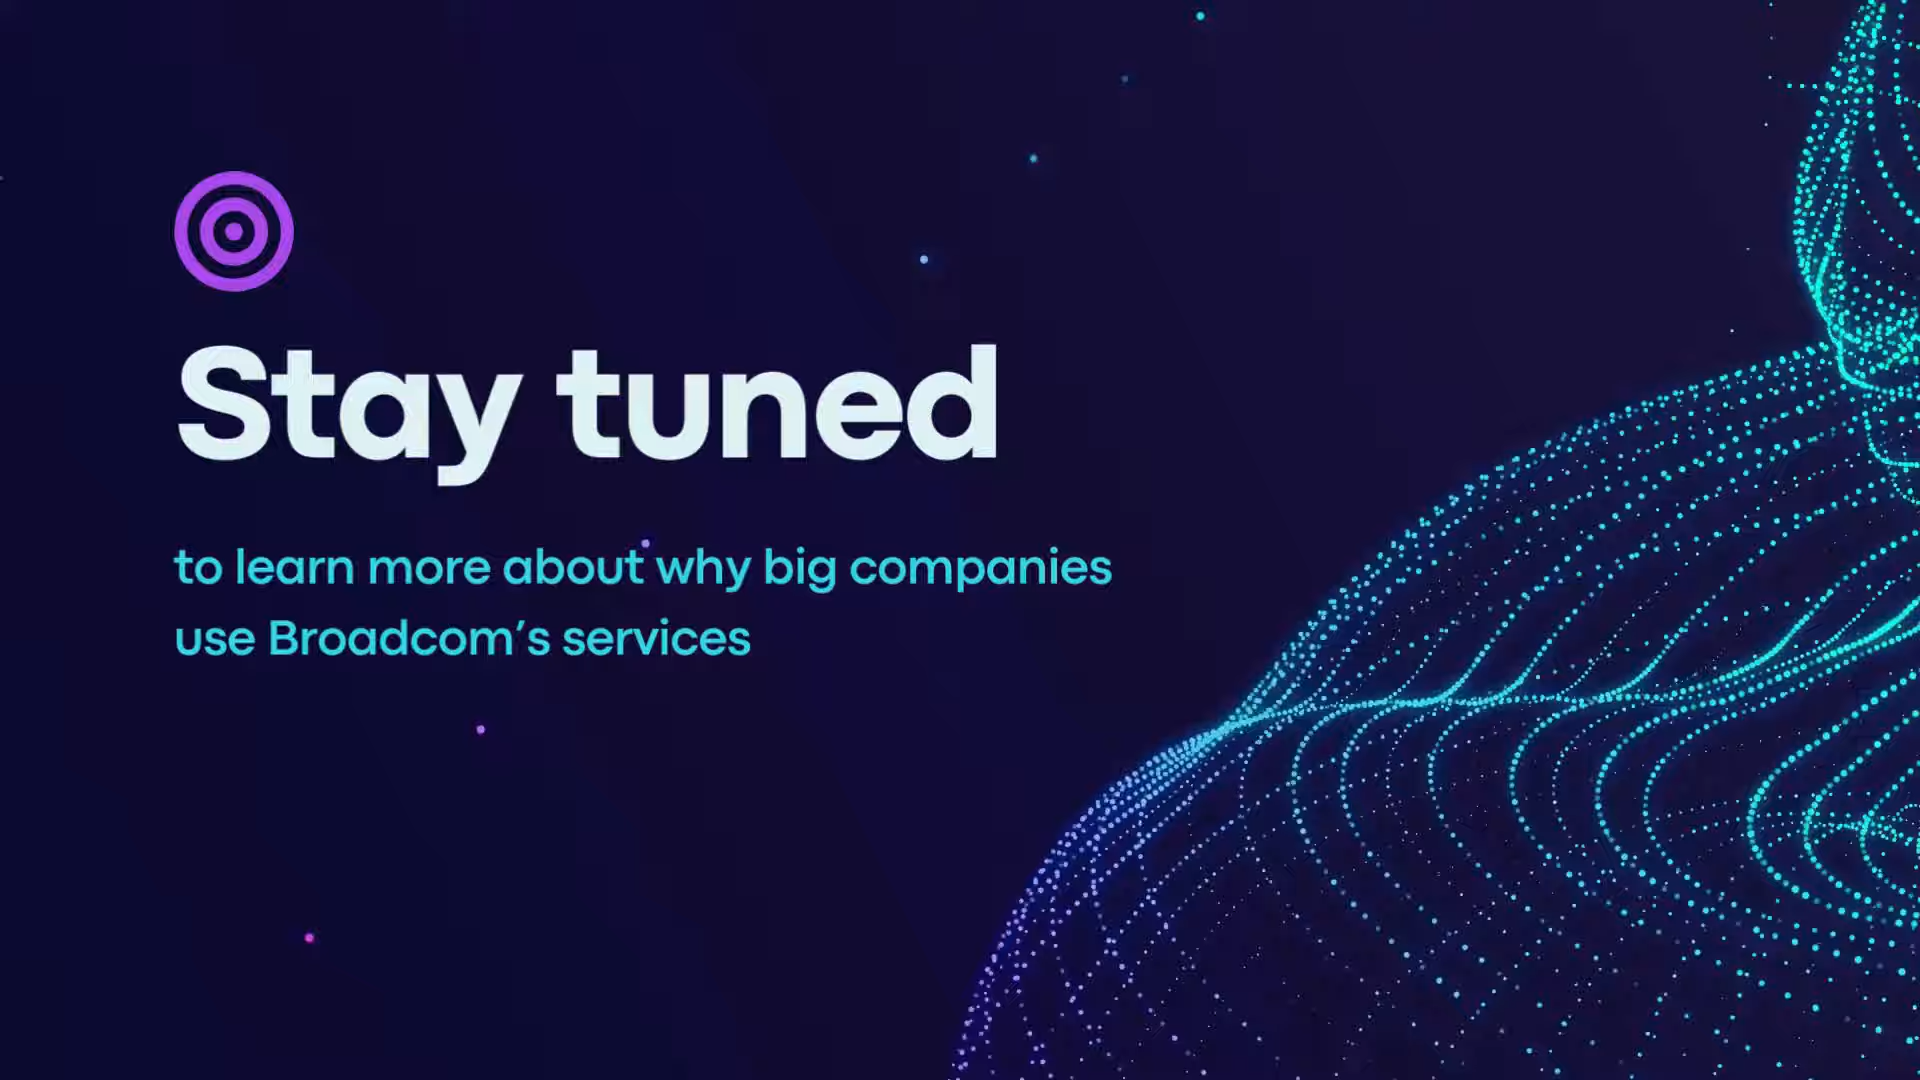 Stay tuned
to learn more about why big companies
use Broadcom’s services